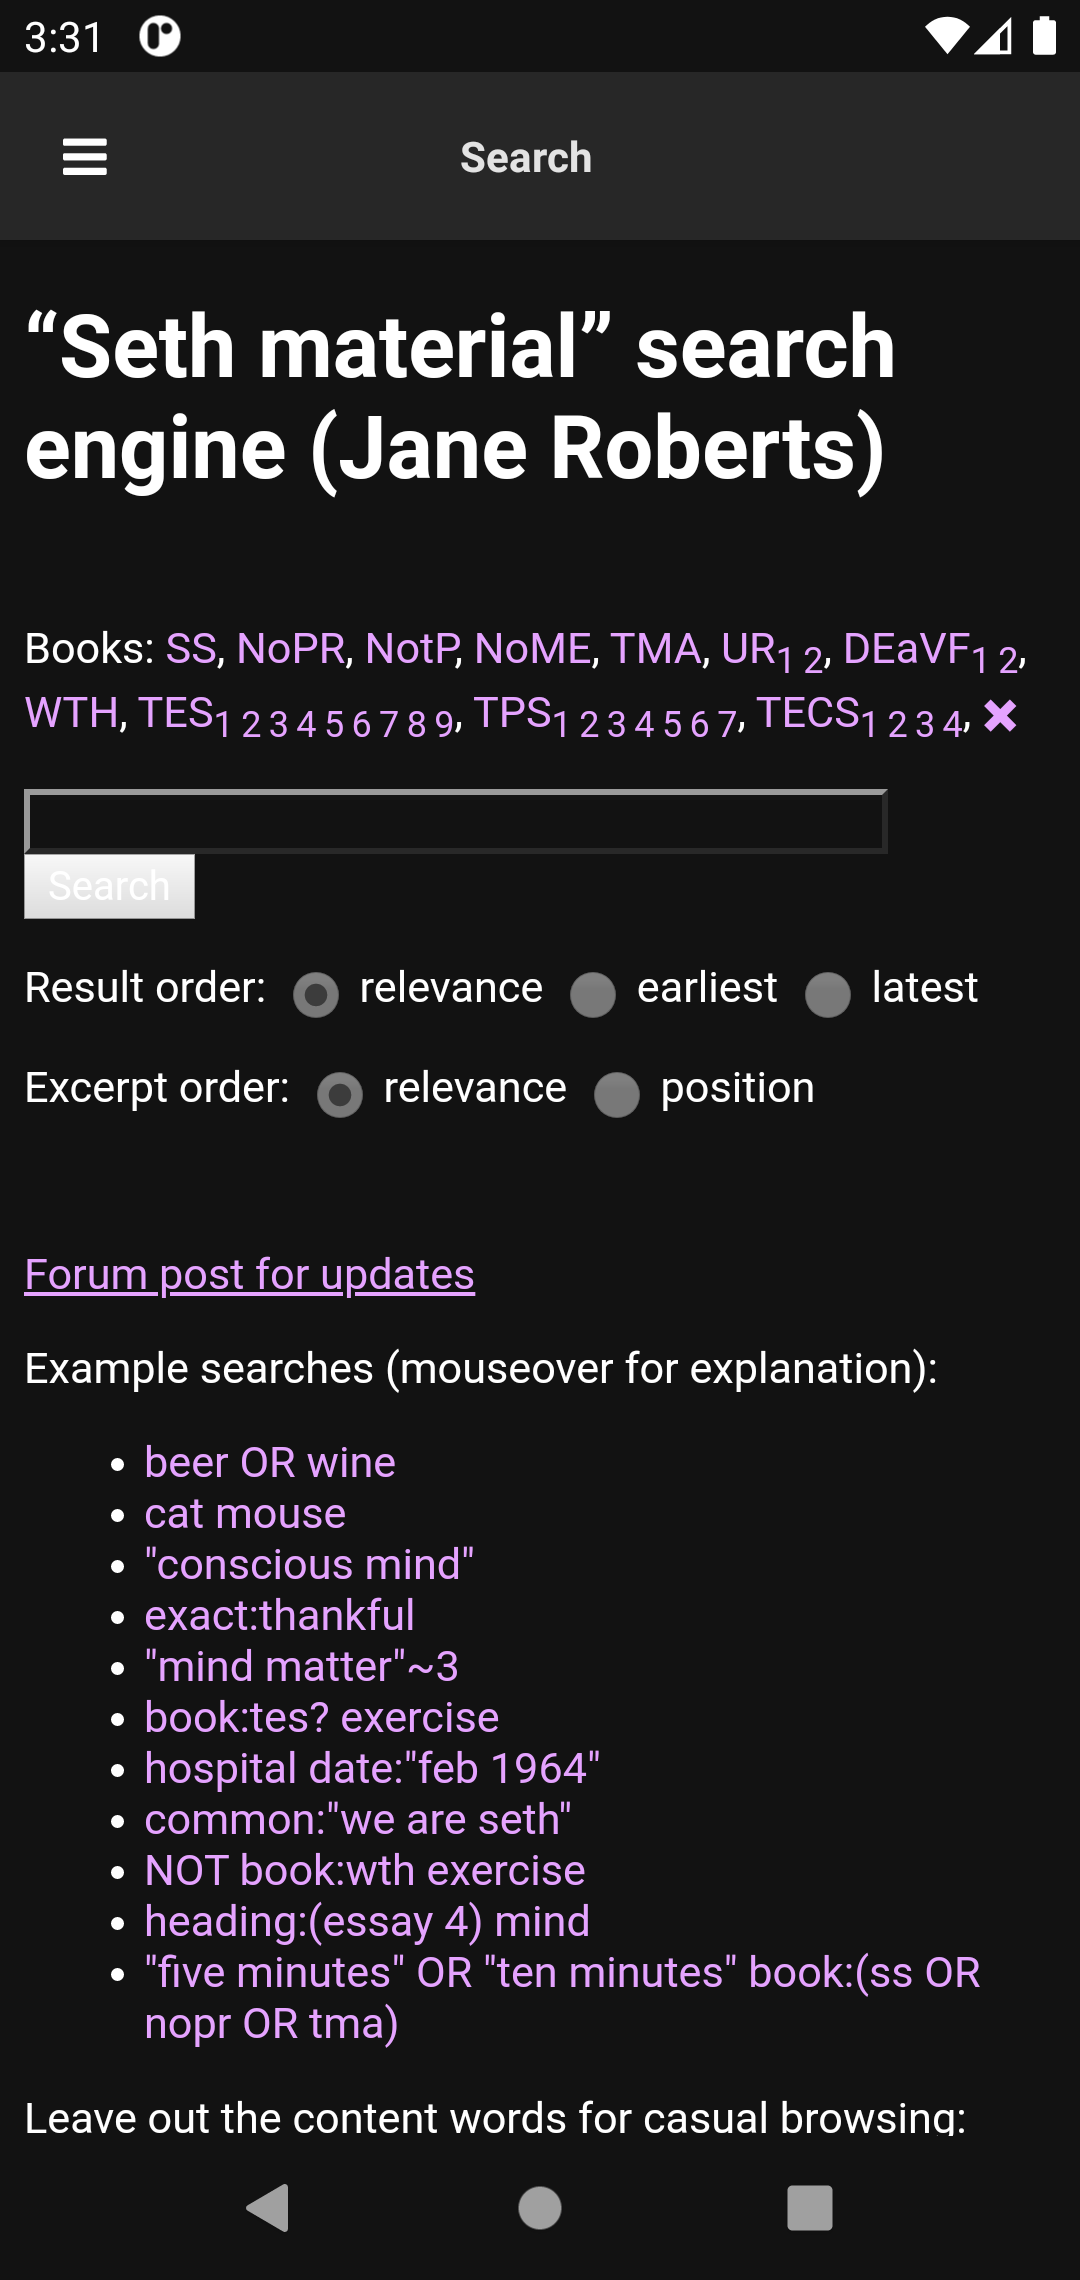 3:31
Search
“Seth material” search
engine (Jane Roberts)
Books: SS, NoPR, NotP, NoME, TMA, UR1 2, DEaVF1 2,
WTH, TES1 2 3 4 5 6 7 8 9, TPS1 2 3 4 5 6 7, TECS1 2 3 4, ✖
Search
Result order: relevance earliest latest
Excerpt order: relevance position
Forum post for updates
Example searches (mouseover for explanation):
• beer OR wine
• cat mouse
• "conscious mind"
• exact:thankful
• "mind matter"~3
• book:tes? exercise
• hospital date:"feb 1964"
• common:"we are seth"
• NOT book:wth exercise
• heading:(essay 4) mind
• "five minutes" OR "ten minutes" book:(ss OR
nopr OR tma)
Leave out the content words for casual browsing: